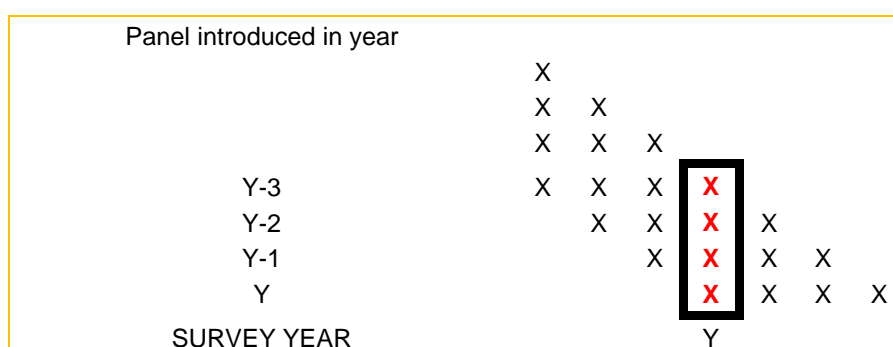 Panel introduced in year
X
X X
X X X
Y-3 X X X X
Y-2 X X X X
Y-1 X X X X
Y X X X X
SURVEY YEAR Y